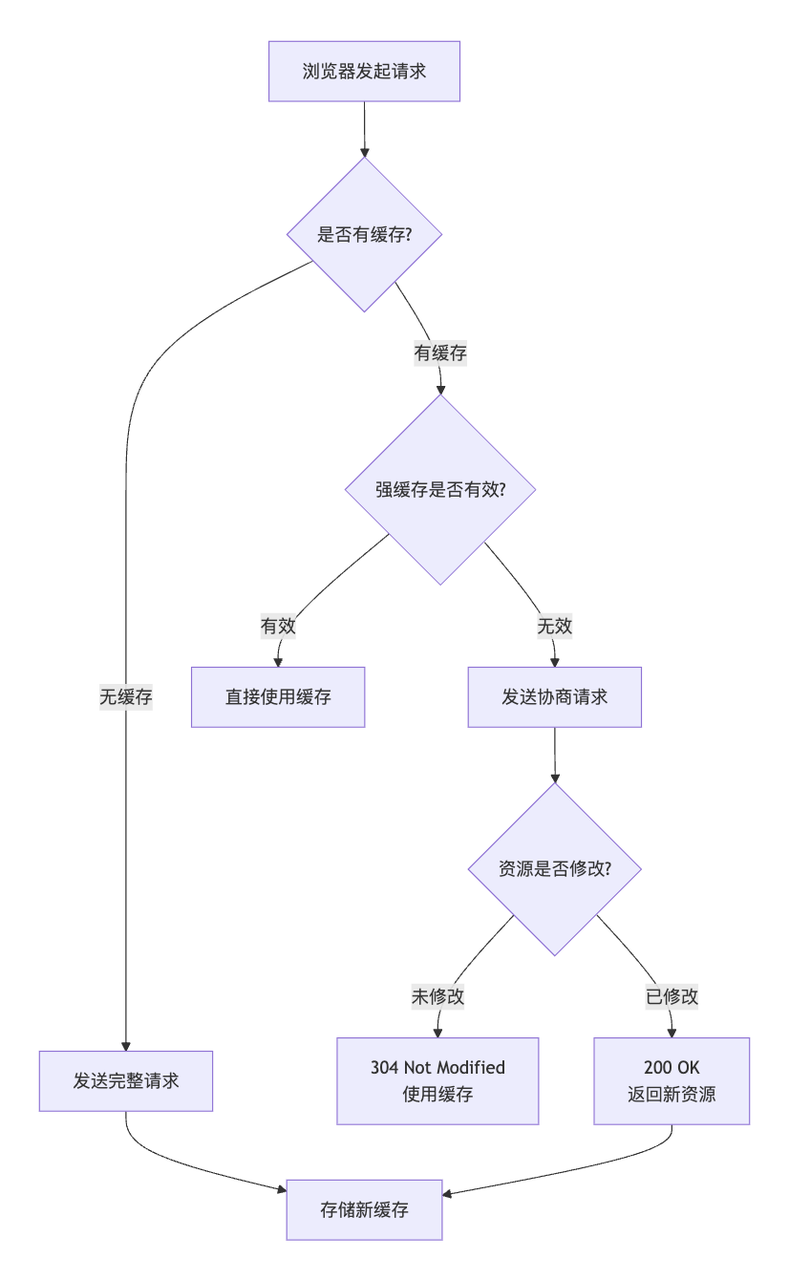 浏览器发起请求
是否有缓存?
有缓存
强缓存是否有效?
有效
无效
无缓存
直接使用缓存
发送协商请求
资源是否修改?
未修改
已修改
304 Not Modified
使用缓存
200 OK
返回新资源
发送完整请求
存储新缓存